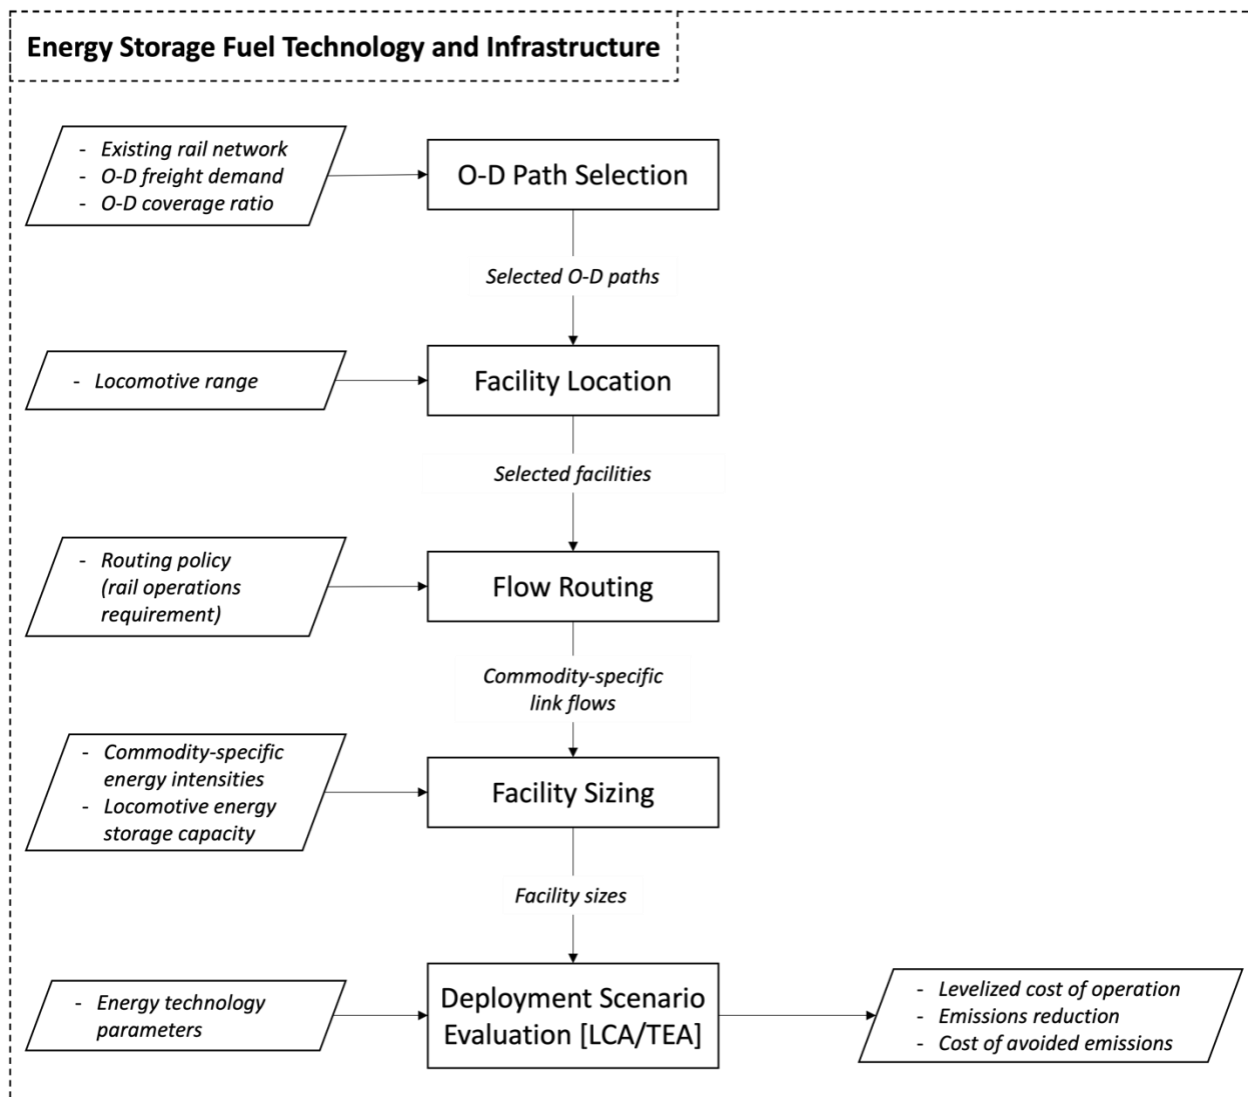 Energy Storage Fuel Technology and Infrastructure
- Existing rail network
- O-D freight demand
- O-D coverage ratio
O-D Path Selection
Selected O-D paths
- Locomotive range
Facility Location
Selected facilities
- Routing policy
(rail operations
requirement)
Flow Routing
Commodity-specific
link flows
- Commodity-specific
energy intensities
- Locomotive energy
storage capacity
Facility Sizing
Facility sizes
- Energy technology
parameters
Deployment Scenario
Evaluation [LCA/TEA]
- Levelized cost of operation
- Emissions reduction
- Cost of avoided emissions